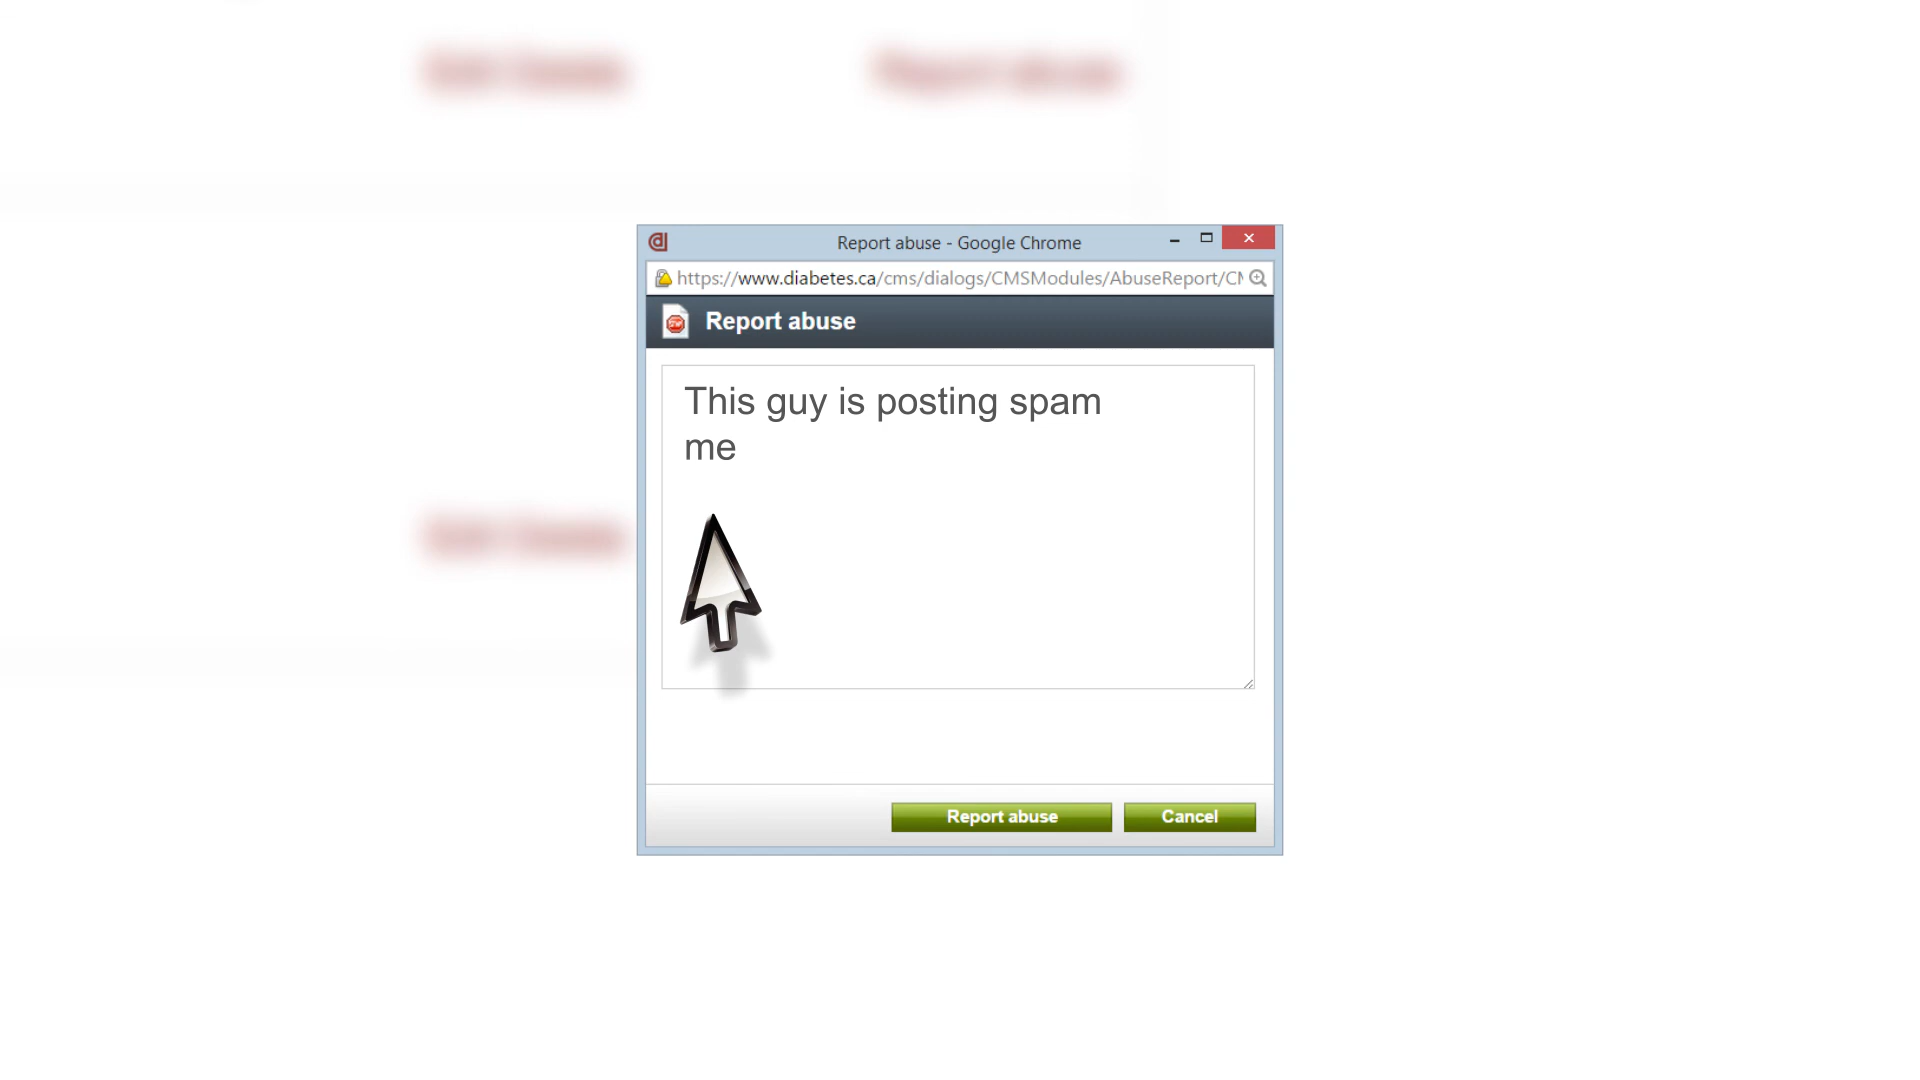 Report abuse - Google Chrome
https://www.diabetes.ca/cms/dialogs/CMSModules/AbuseReport/CM
Report abuse
This guy is posting spam
me
Report abuse
Cancel